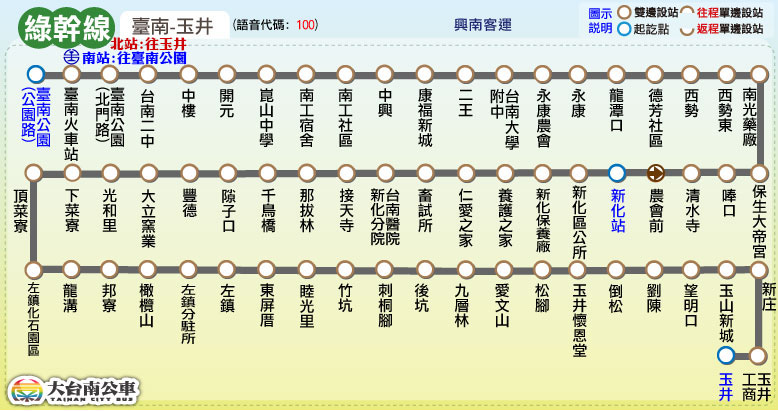 綠幹線
臺南-玉井
(語音代碼: 100)
興南客運
圖示說明
雙邊設站
往程單邊設站
起訖點
返程單邊設站
北站:往玉井
南站:往臺南公園
臺南公園(公園路)
臺南火車站
臺南公園(北門路)
台南二中
中樓
開元
崑山中學
南工宿舍
南工社區
中興
康福新城
二王
台南大學附中
永康農會
永康
龍潭口
德芳社區
西勢
西勢東
南光藥廠
保生大帝宮
唪口
清水寺
農會前
新化站
新化區公所
新化保養廠
養護之家
仁愛之家
畜試所
台南醫院新化分院
接天寺
那拔林
千鳥橋
隙子口
豐德
大立窯業
光和里
下菜寮
頂菜寮
左鎮化石園區
龍溝
邦寮
橄欖山
左鎮分駐所
左鎮
東屏厝
睦光里
竹坑
刺桐腳
後坑
九層林
愛文山
松腳
玉井懷恩堂
倒松
劉陳
望明口
玉山新城
新庄
玉井工商
玉井
大台南公車
TAINAN CITY BUS